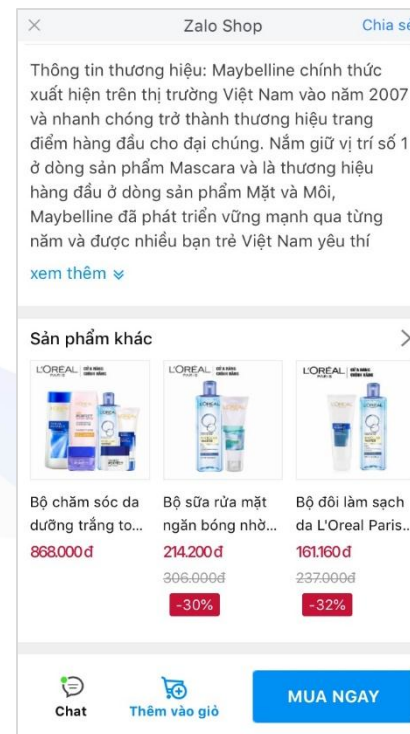 Zalo Shop
Chia sẻ
Thông tin thương hiệu: Maybelline chính thức
xuất hiện trên thị trường Việt Nam vào năm 2007
và nhanh chóng trở thành thương hiệu trang
điểm hàng đầu cho đại chúng. Nắm giữ vị trí số 1
ở dòng sản phẩm Mascara và là thương hiệu
hàng đầu ở dòng sản phẩm Mặt và Môi,
Maybelline đã phát triển vững mạnh qua từng
năm và được nhiều bạn trẻ Việt Nam yêu thí
xem thêm
Sản phẩm khác
L'ORÉAL PARIS
L'ORÉAL PARIS
L'ORÉAL PARIS
Bộ chăm sóc da
dưỡng trắng to...
868.000 đ
Bộ sữa rửa mặt
ngăn bóng nhờ...
214.200 đ
306.000đ
-30%
Bộ đôi làm sạch
da L'Oreal Paris..
161.160 đ
237.000đ
-32%
Chat
Thêm vào giỏ
MUA NGAY